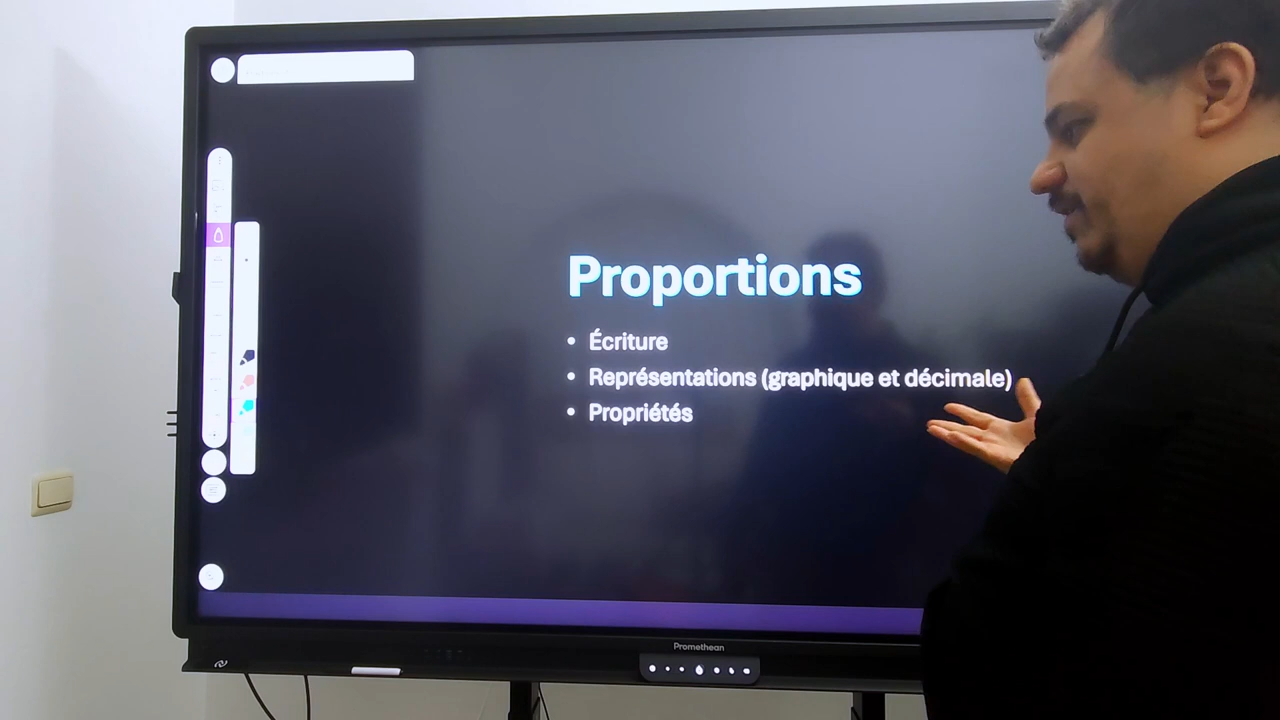 Proportions
• Écriture
• Représentations (graphique et décimale)
• Propriétés
Promethean